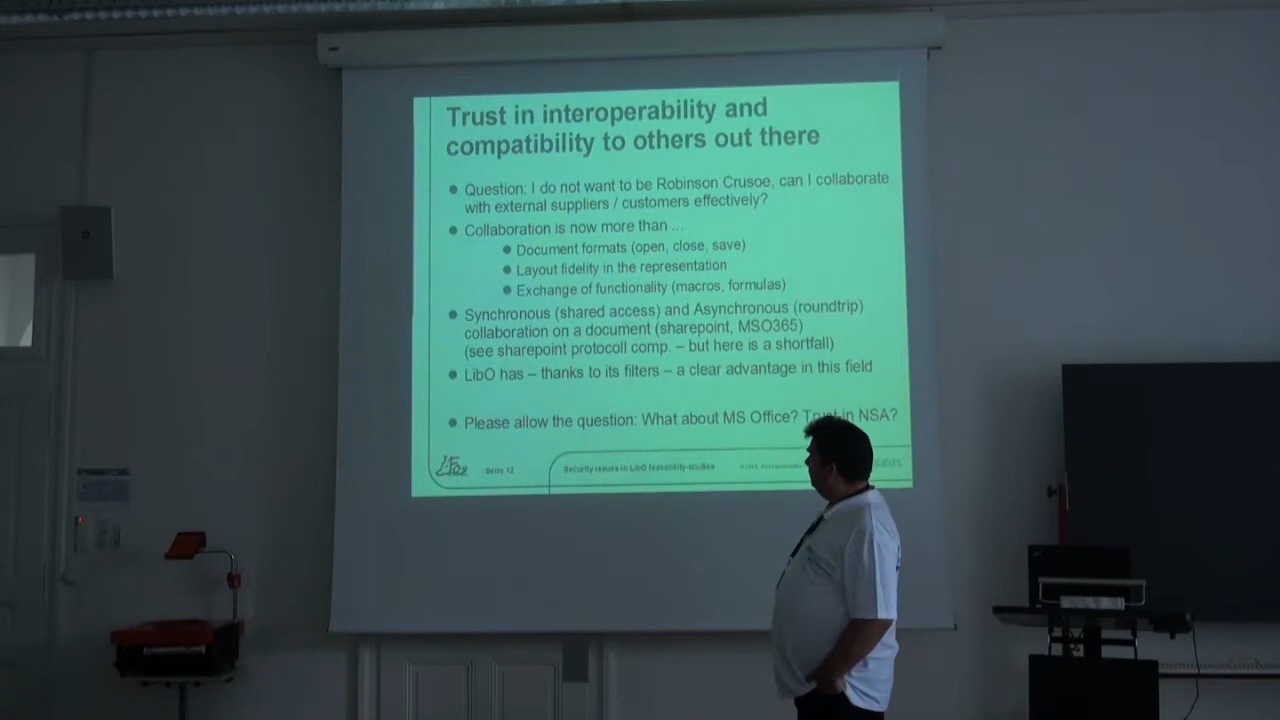 Trust in interoperability and
compatibility to others out there
Question: I do not want to be Robinson Crusoe, can I collaborate
with external suppliers / customers effectively?
Collaboration is now more than ...
Document formats (open, close, save)
Layout fidelity in the representation
Exchange of functionality (macros, formulas)
Synchronous (shared access) and Asynchronous (roundtrip)
collaboration on a document (sharepoint, MSO365)
(see sharepoint protocoll comp. – but here is a shortfall)
LibO has – thanks to its filters – a clear advantage in this field
Please allow the question: What about MS Office? Trust in NSA?
Seite 12
Security issues in LibO feasability-studies